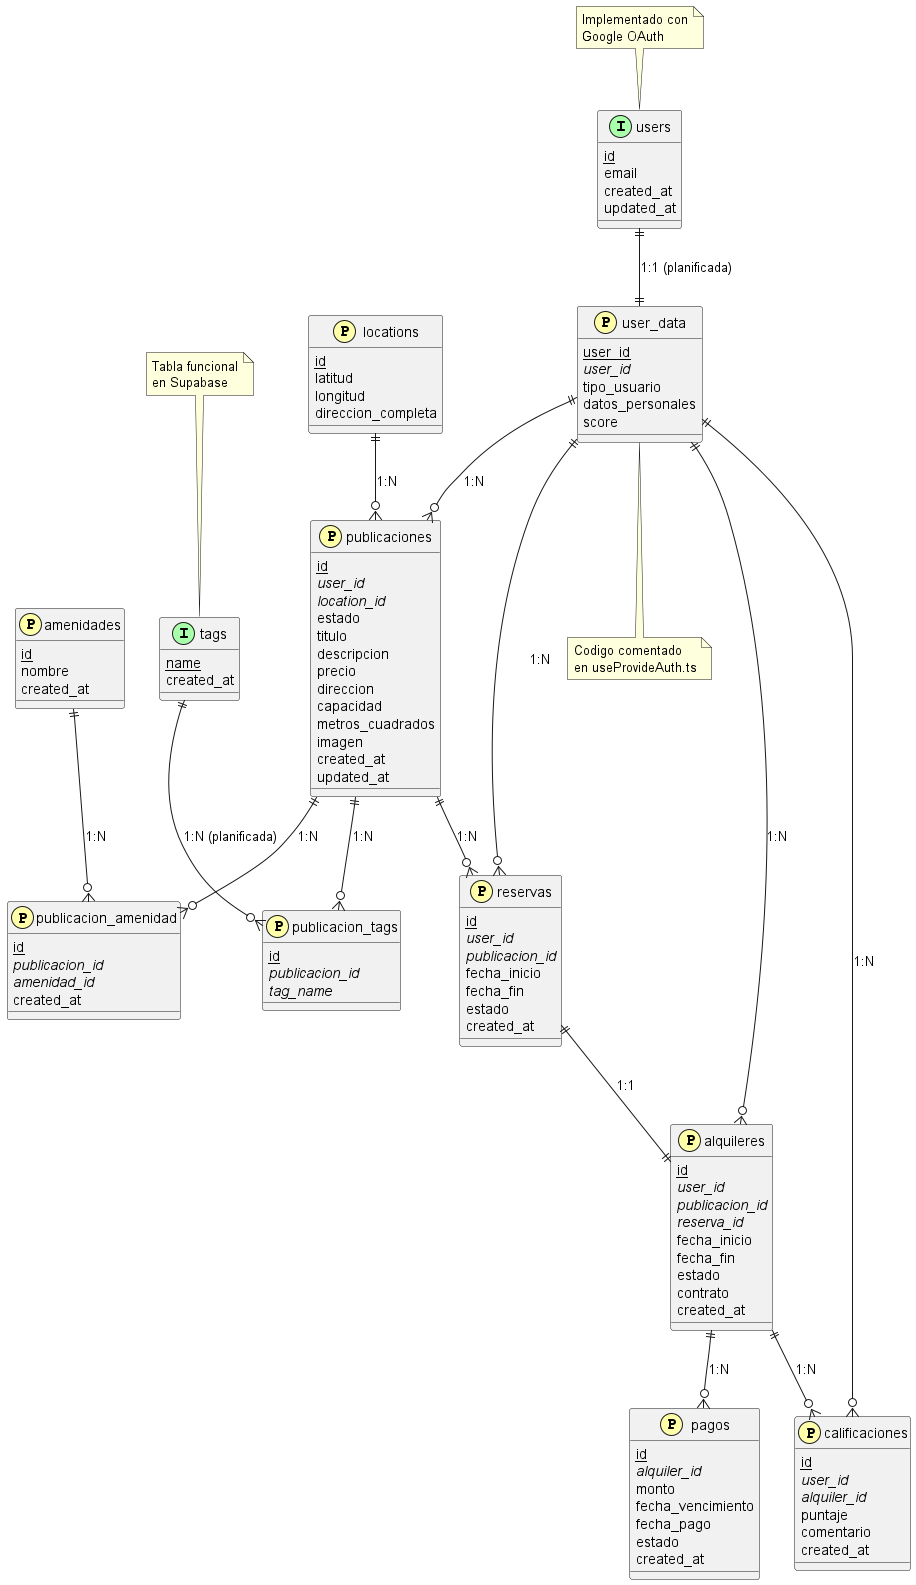 Implementado con
Google OAuth
I users
id
email
created_at
updated_at
1:1 (planificada)
P user_data
user_id
user_id
tipo_usuario
datos_personales
score
P locations
id
latitud
longitud
direccion_completa
Tabla funcional
en Supabase
1:N
1:N
P publicaciones
id
user_id
location_id
estado
titulo
descripcion
precio
direccion
capacidad
metros_cuadrados
imagen
created_at
updated_at
P amenidades
id
nombre
created_at
I tags
name
created_at
Codigo comentado
en useProvideAuth.ts
1:N
1:N
1:N (planificada)
1:N
1:N
1:N
1:N
P publicacion_amenidad
id
publicacion_id
amenidad_id
created_at
P publicacion_tags
id
publicacion_id
tag_name
P reservas
id
user_id
publicacion_id
fecha_inicio
fecha_fin
estado
created_at
1:N
1:1
P alquileres
id
user_id
publicacion_id
reserva_id
fecha_inicio
fecha_fin
estado
contrato
created_at
1:N
1:N
P pagos
id
alquiler_id
monto
fecha_vencimiento
fecha_pago
estado
created_at
P calificaciones
id
user_id
alquiler_id
puntaje
comentario
created_at